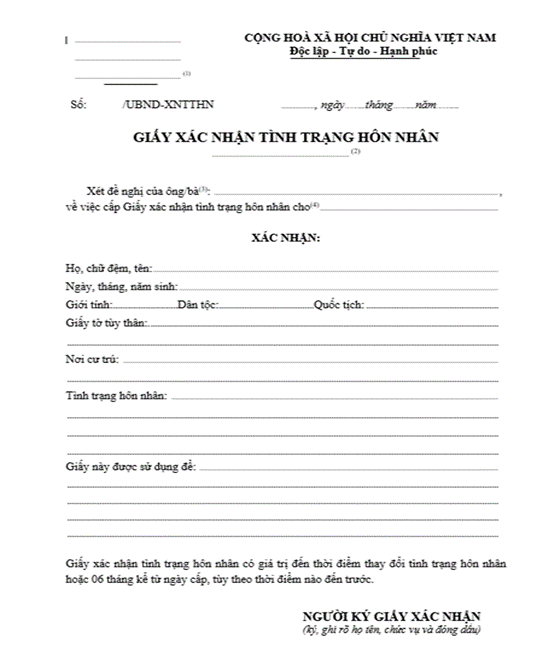 CỘNG HOÀ XÃ HỘI CHỦ NGHĨA VIỆT NAM
Độc lập - Tự do - Hạnh phúc
(1)
Số: /UBND-XNTTHN
, ngày tháng năm
GIẤY XÁC NHẬN TÌNH TRẠNG HÔN NHÂN
(2)
Xét đề nghị của ông/bà(3): ,
về việc cấp Giấy xác nhận tình trạng hôn nhân cho(4)
XÁC NHẬN:
Họ, chữ đệm, tên:
Ngày, tháng, năm sinh:
Giới tính: Dân tộc: Quốc tịch:
Giấy tờ tùy thân:
Nơi cư trú:
Tình trạng hôn nhân:
Giấy này được sử dụng để:
Giấy xác nhận tình trạng hôn nhân có giá trị đến thời điểm thay đổi tình trạng hôn nhân
hoặc 06 tháng kể từ ngày cấp, tùy theo thời điểm nào đến trước.
NGƯỜI KÝ GIẤY XÁC NHẬN
(ký, ghi rõ họ tên, chức vụ và đóng dấu)